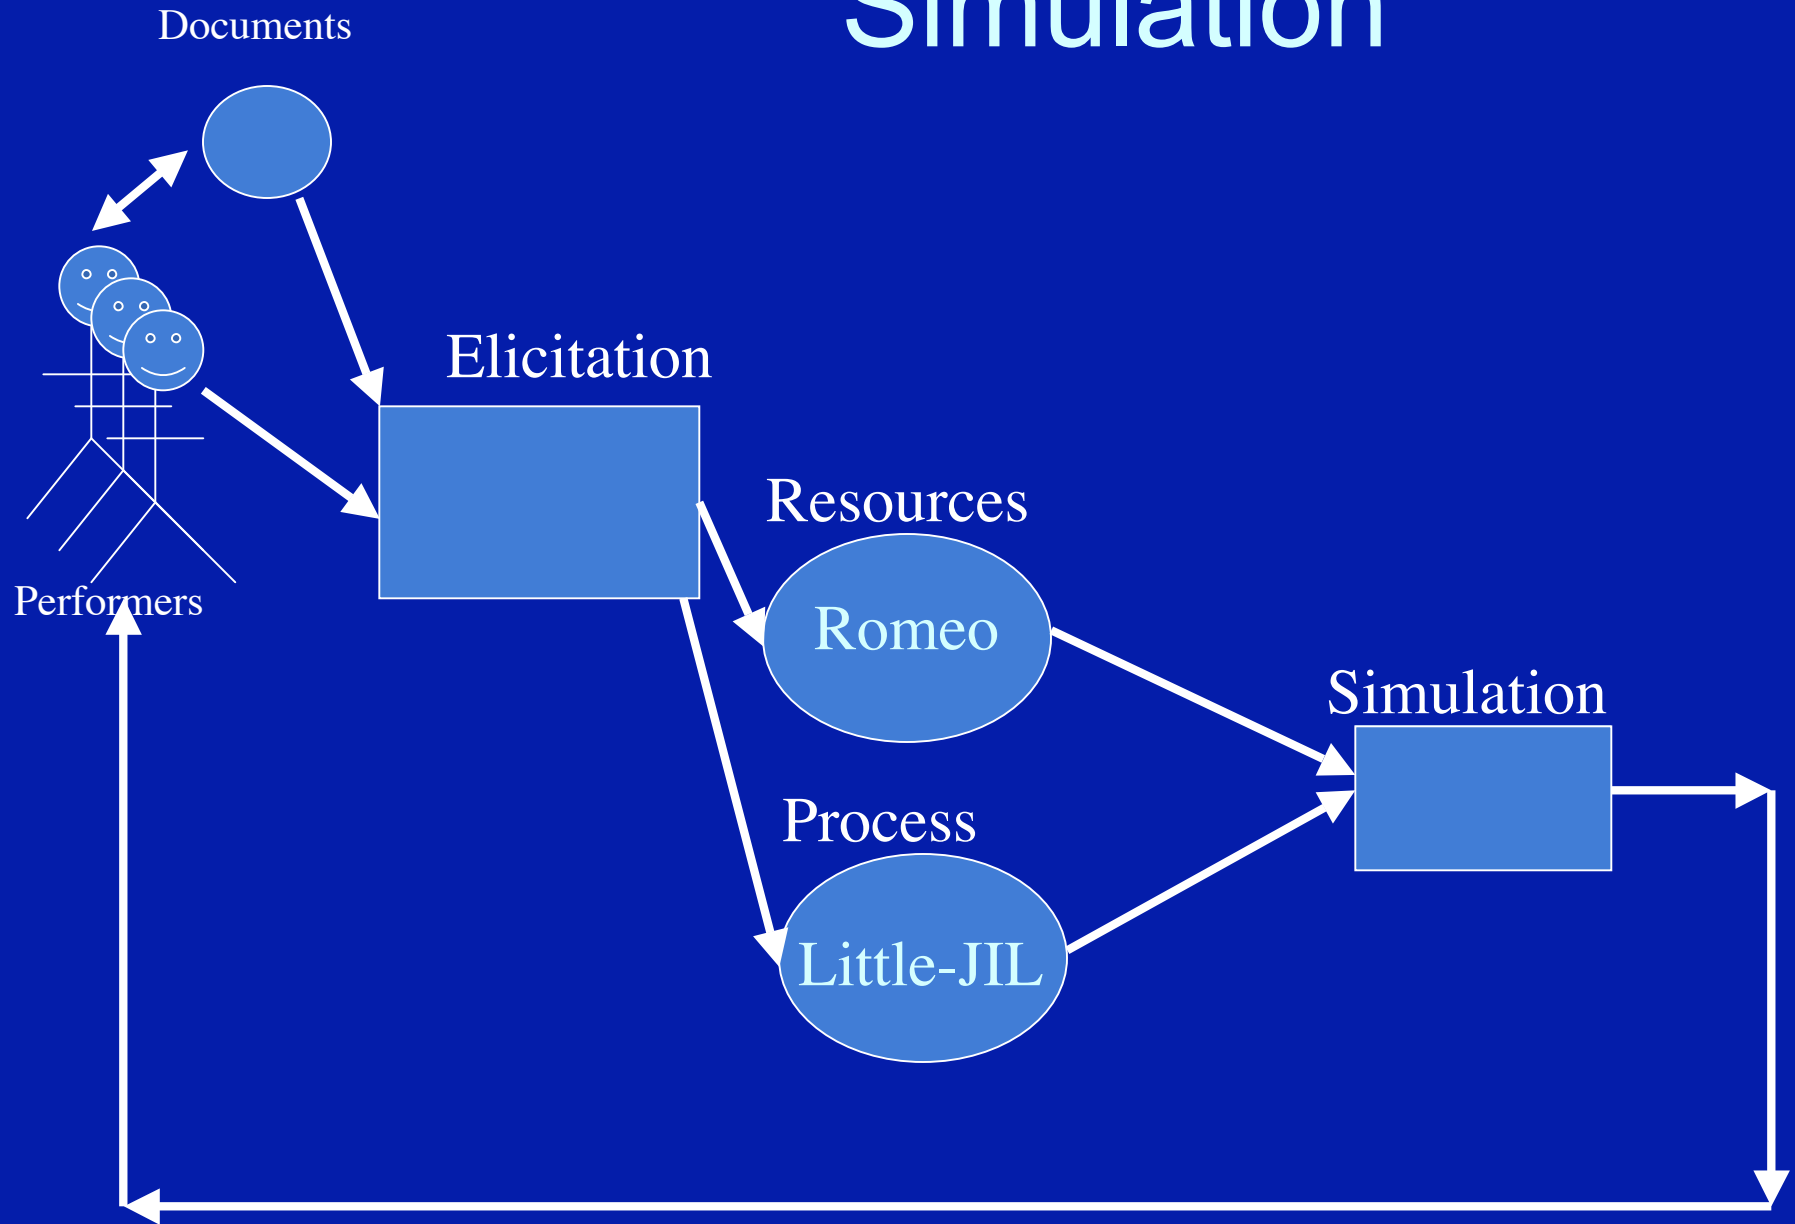 Simulation
Documents
Elicitation
Resources
Performers
Romeo
Simulation
Process
Little-JIL